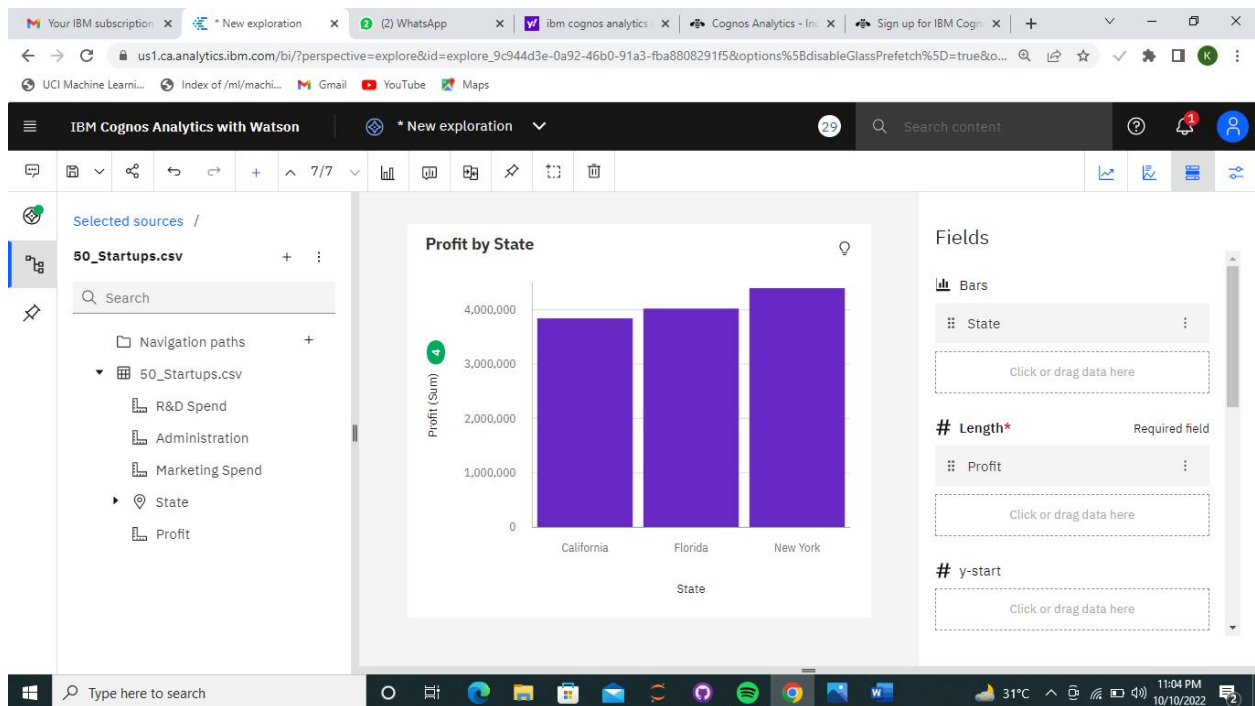 Your IBM subscription
* New exploration
(2) WhatsApp
ibm cognos analytics
Cognos Analytics - Inc
Sign up for IBM Cogn
us1.ca.analytics.ibm.com/bi/?perspective=explore&id=explore_9c944d3e-0a92-46b0-91a3-fba8808291f5&options%5BdisableGlassPrefetch%5D=true&o...
K
UCI Machine Learni...
Index of /ml/machi...
Gmail
YouTube
Maps
IBM Cognos Analytics with Watson
* New exploration
29
Search content
1
7/7
Selected sources /
50_Startups.csv
Search
Navigation paths
50_Startups.csv
R&D Spend
Administration
Marketing Spend
State
Profit
Profit by State
4,000,000
3,000,000
2,000,000
1,000,000
0
4
Profit (Sum)
California
Florida
New York
State
Fields
Bars
State
Click or drag data here
# Length*
Required field
Profit
Click or drag data here
# y-start
Click or drag data here
Type here to search
31°C
11:04 PM
10/10/2022
2